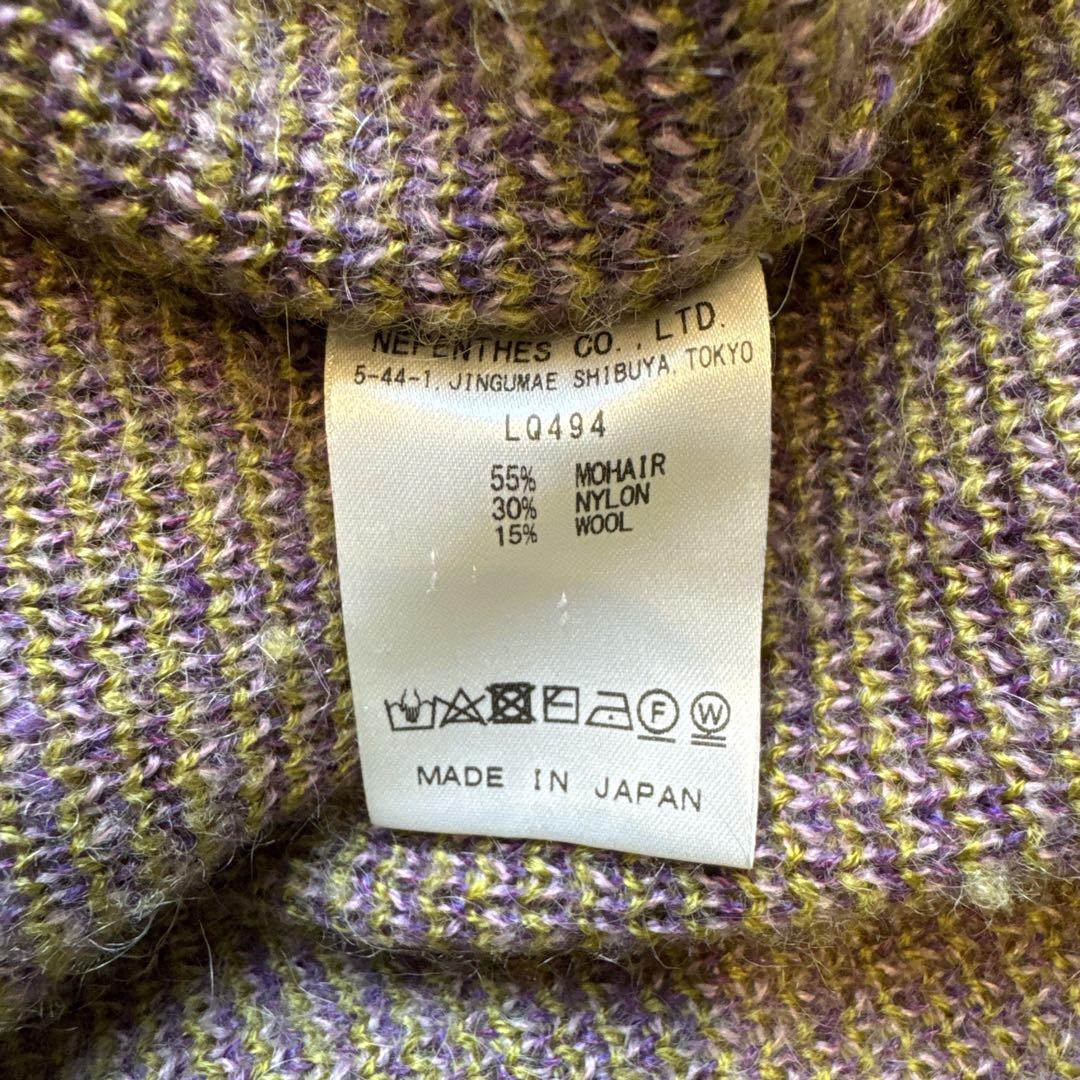 NEPENTHES CO., LTD.
5-44-1, JINGUMAE SHIBUYA, TOKYO
LQ494
55% MOHAIR
30% NYLON
15% WOOL
F W
MADE IN JAPAN